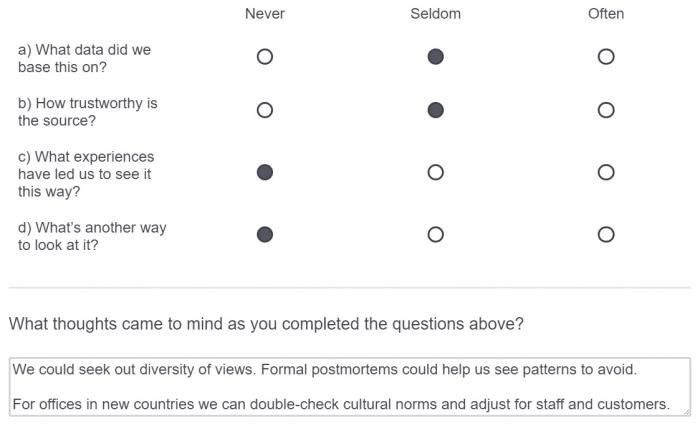 Never Seldom Often
a) What data did we
base this on?
b) How trustworthy is
the source?
c) What experiences
have led us to see it
this way?
d) What's another way
to look at it?
What thoughts came to mind as you completed the questions above?
We could seek out diversity of views. Formal postmortems could help us see patterns to avoid.
For offices in new countries we can double-check cultural norms and adjust for staff and customers.